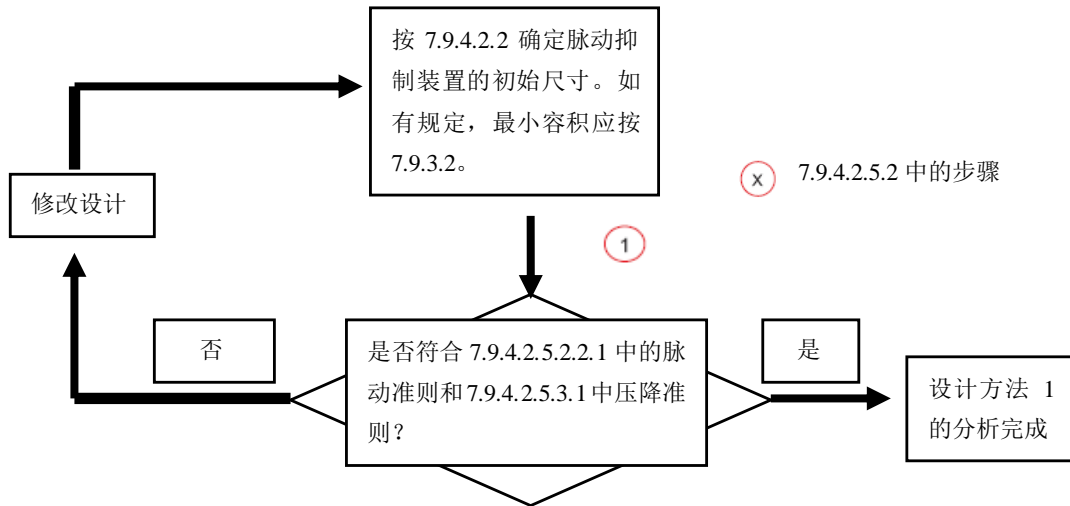 按 7.9.4.2.2 确定脉动抑
制装置的初始尺寸。如
有规定，最小容积应按
7.9.3.2。
X 7.9.4.2.5.2 中的步骤
修改设计
1
否
是否符合 7.9.4.2.5.2.2.1 中的脉
动准则和 7.9.4.2.5.3.1 中压降准
则？
是
设计方法 1
的分析完成